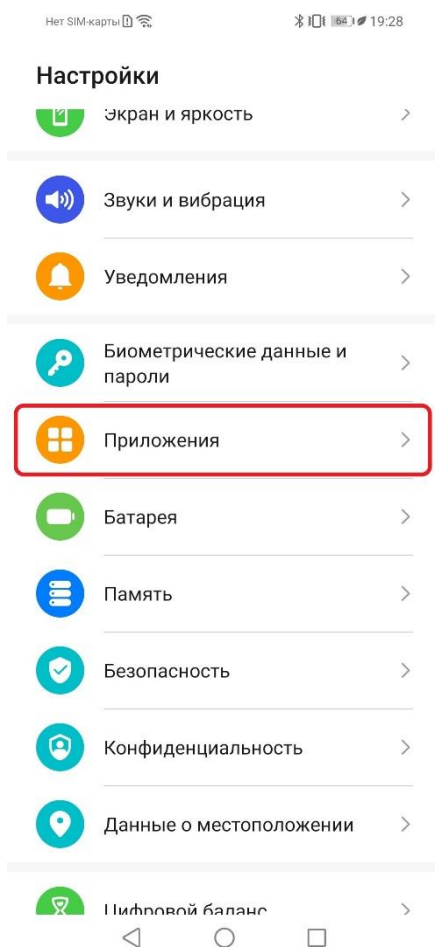 Нет SIM-карты 64 19:28
Настройки
Экран и яркость
Звуки и вибрация
Уведомления
Биометрические данные и
пароли
Приложения
Батарея
Память
Безопасность
Конфиденциальность
Данные о местоположении
Цифровой баланс